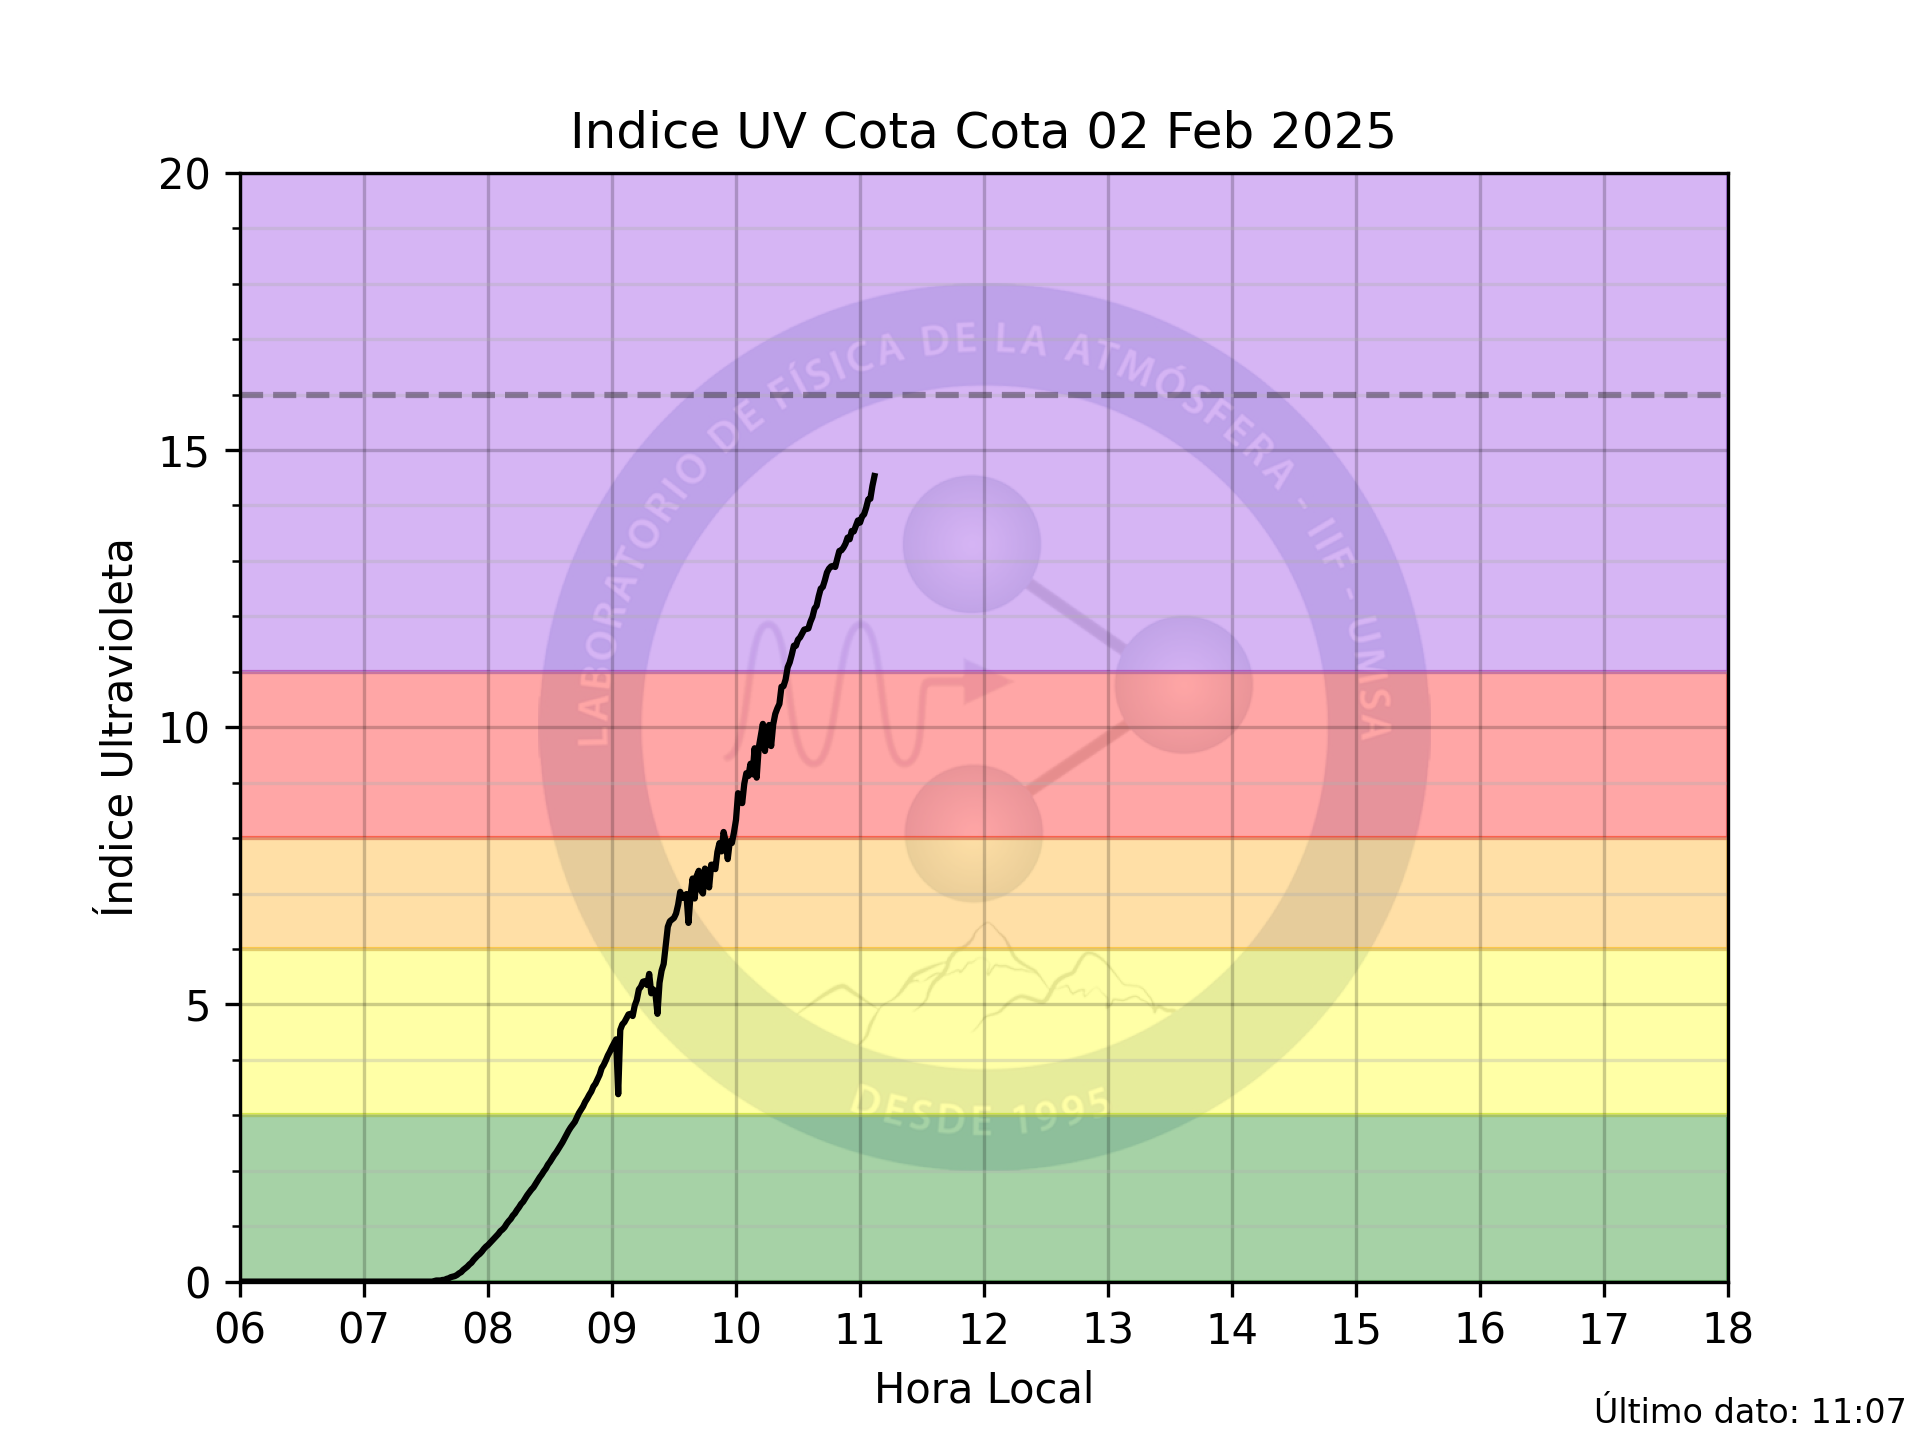 Indice UV Cota Cota 02 Feb 2025
20
15
10
5
0
Índice Ultravioleta
LABORATORIO DE FÍSICA DE LA ATMÓSFERA - IIF - UMSA
DESDE 1995
06 07 08 09 10 11 12 13 14 15 16 17 18
Hora Local
Último dato: 11:07